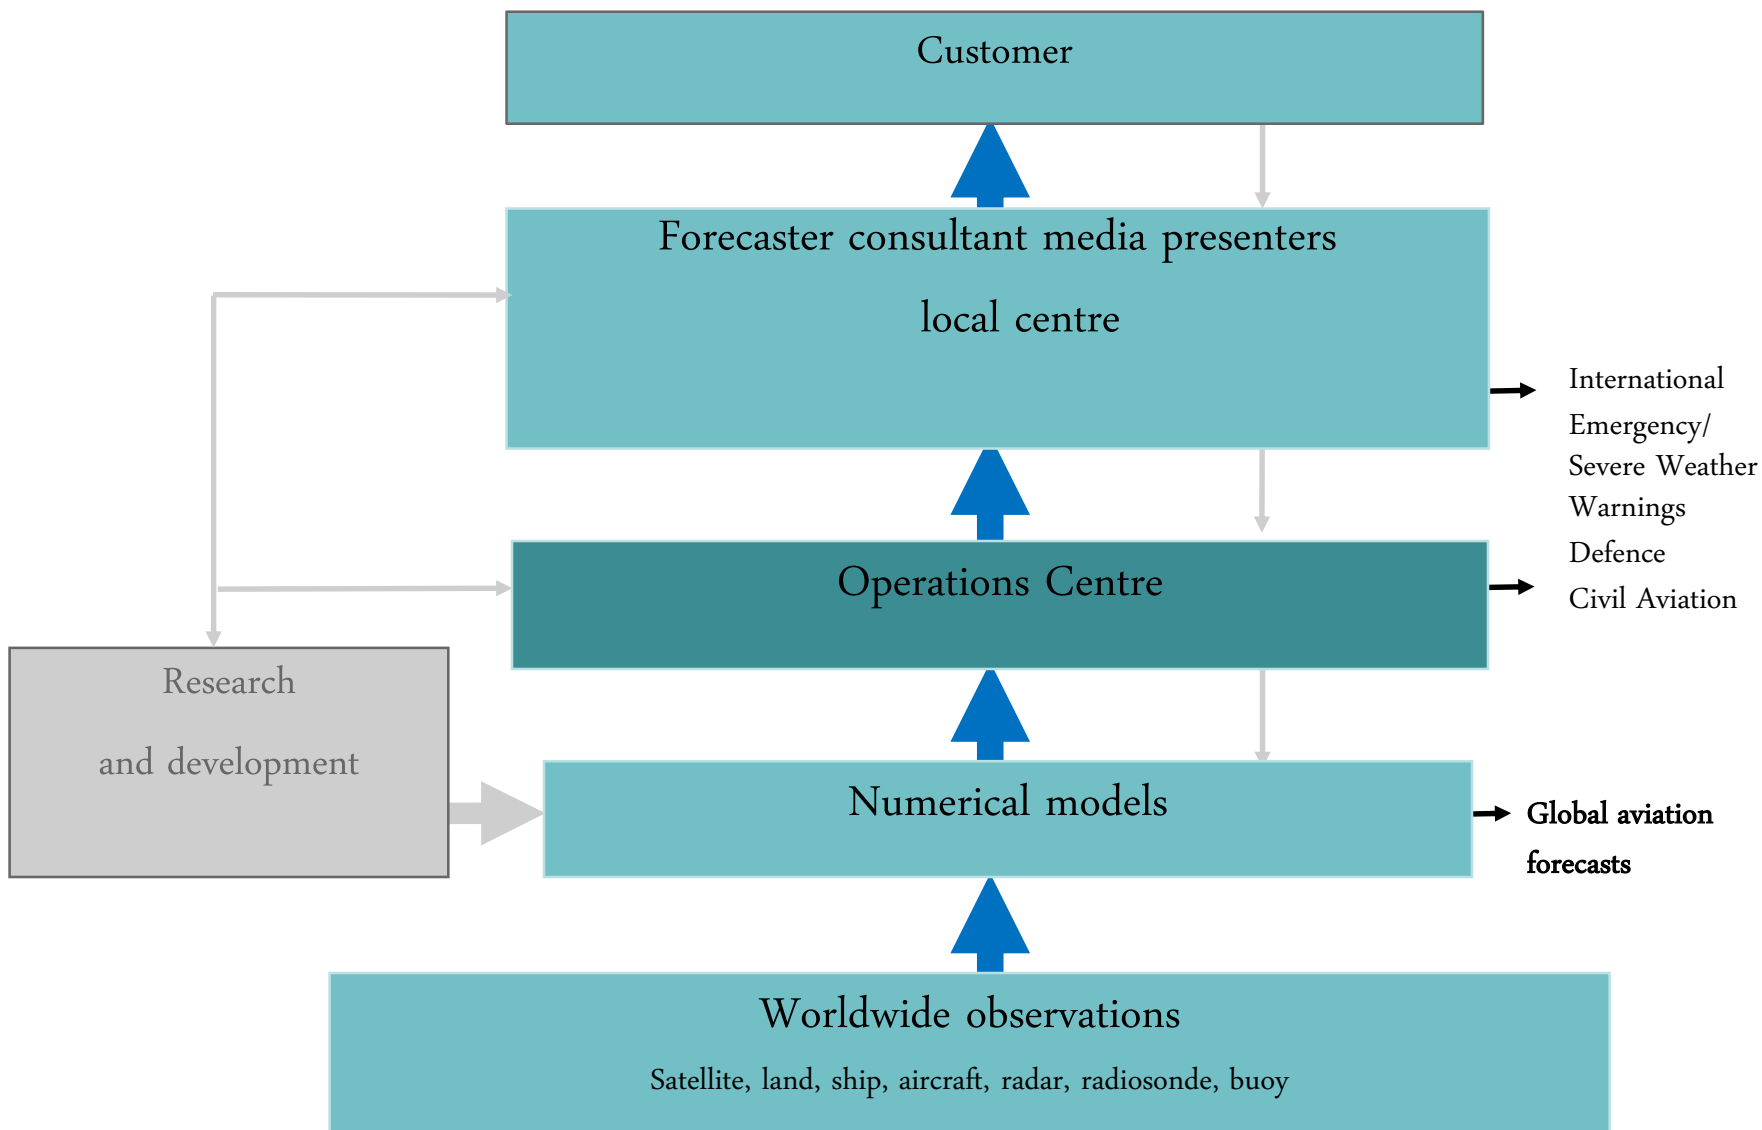 Customer
Forecaster consultant media presenters
local centre
International
Emergency/
Severe Weather
Warnings
Defence
Civil Aviation
Operations Centre
Research
and development
Numerical models
Global aviation
forecasts
Worldwide observations
Satellite, land, ship, aircraft, radar, radiosonde, buoy